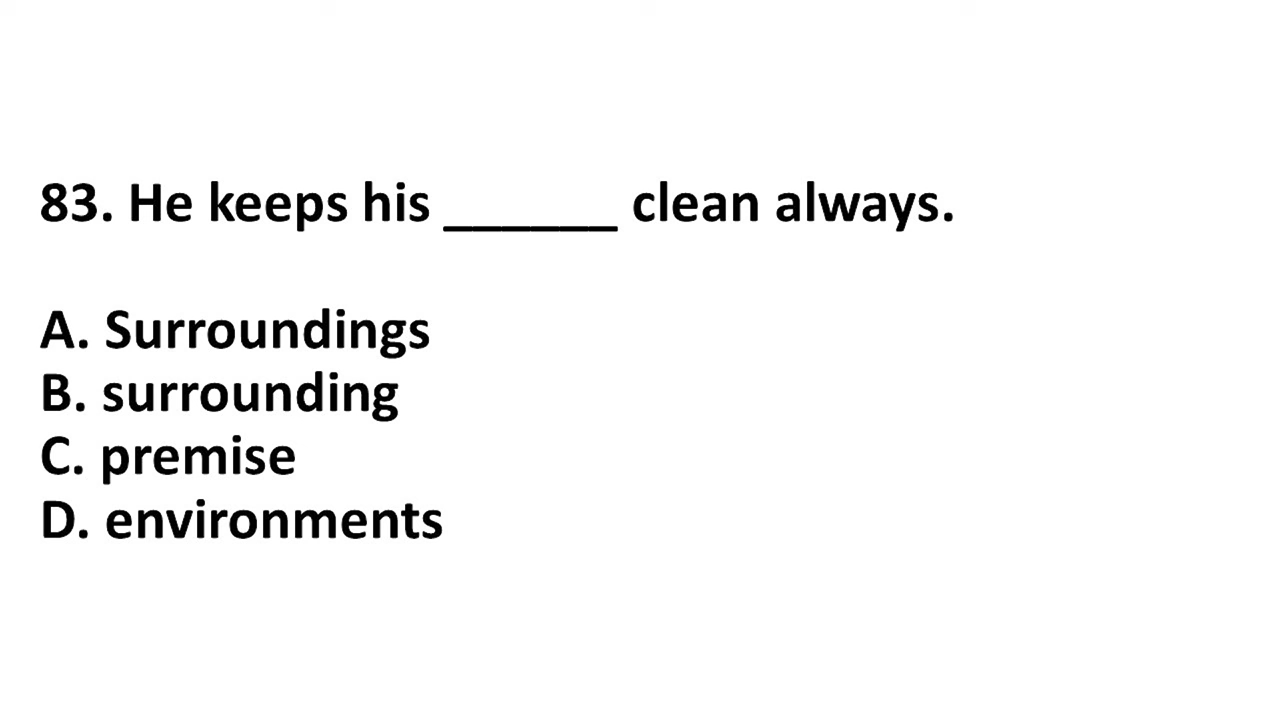 83. He keeps his ______ clean always.
A. Surroundings
B. surrounding
C. premise
D. environments